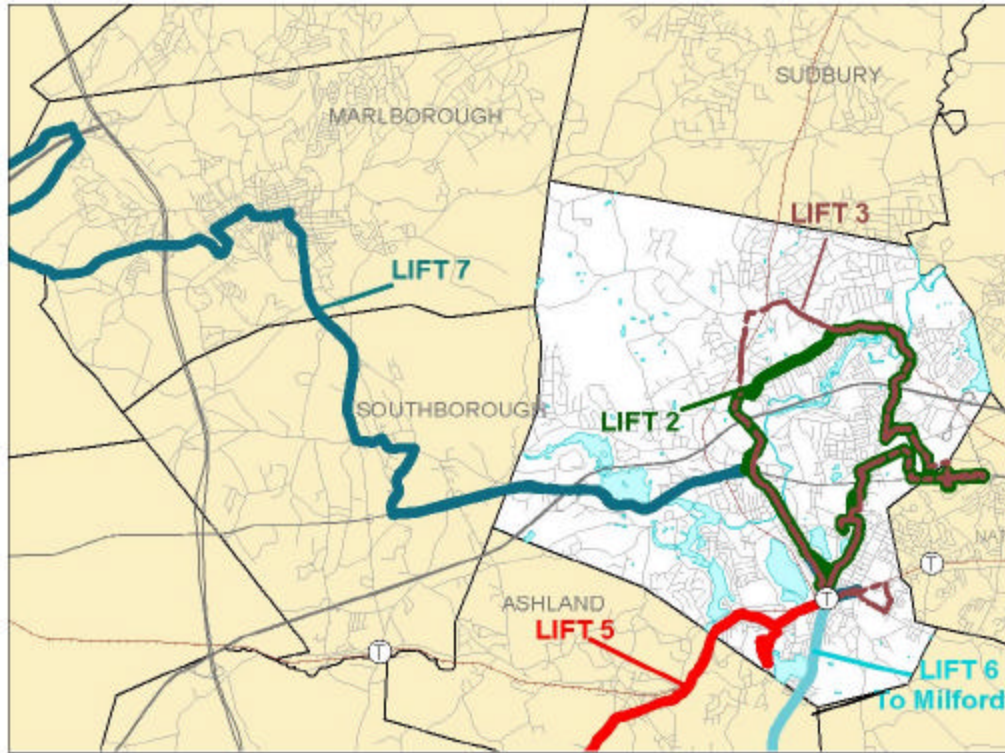 SUDBURY
MARLBOROUGH
LIFT 3
LIFT 7
SOUTHBOROUGH
LIFT 2
T
NAT
T
ASHLAND
LIFT 5
T
LIFT 6
To Milford